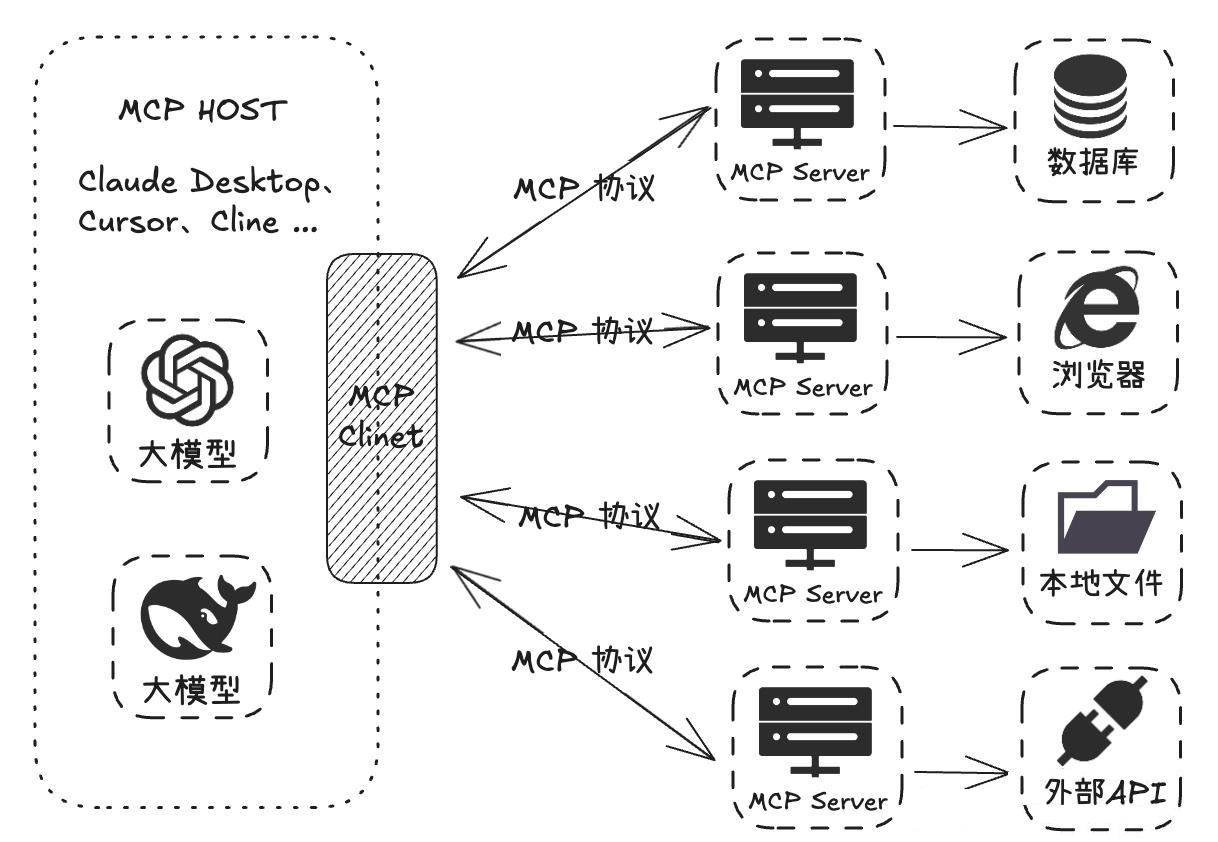 MCP HOST
Claude Desktop、
Cursor、Cline ...
大模型
大模型
MCP
Clinet
MCP 协议
MCP 协议
MCP 协议
MCP 协议
MCP Server
数据库
MCP Server
浏览器
MCP Server
本地文件
MCP Server
外部API